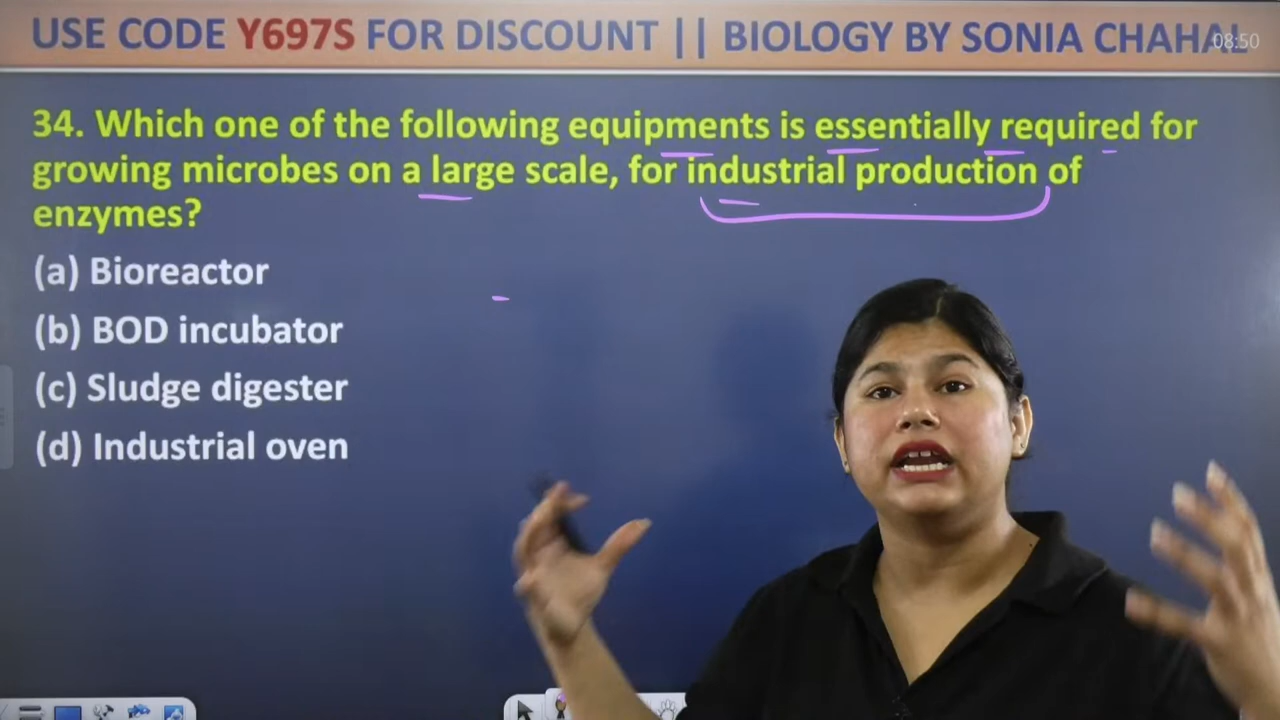 USE CODE Y697S FOR DISCOUNT || BIOLOGY BY SONIA CHAHAL
08:50
34. Which one of the following equipments is essentially required for
growing microbes on a large scale, for industrial production of
enzymes?
(a) Bioreactor
(b) BOD incubator
(c) Sludge digester
(d) Industrial oven